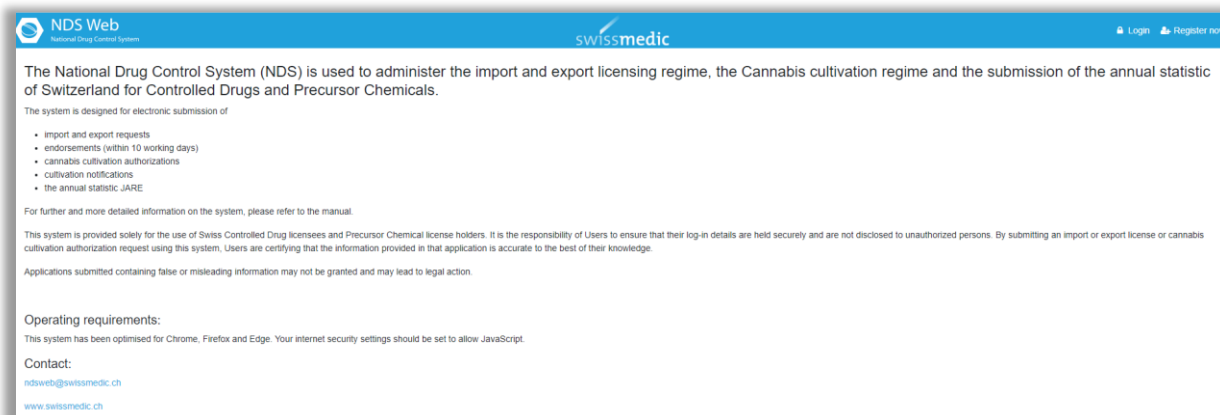 NDS Web
National Drug Control System
swissmedic
Login Register now
The National Drug Control System (NDS) is used to administer the import and export licensing regime, the Cannabis cultivation regime and the submission of the annual statistic
of Switzerland for Controlled Drugs and Precursor Chemicals.
The system is designed for electronic submission of
• import and export requests
• endorsements (within 10 working days)
• cannabis cultivation authorizations
• cultivation notifications
• the annual statistic JARE
For further and more detailed information on the system, please refer to the manual.
This system is provided solely for the use of Swiss Controlled Drug licensees and Precursor Chemical license holders. It is the responsibility of Users to ensure that their log-in details are held securely and are not disclosed to unauthorized persons. By submitting an import or export license or cannabis
cultivation authorization request using this system, Users are certifying that the information provided in that application is accurate to the best of their knowledge.
Applications submitted containing false or misleading information may not be granted and may lead to legal action.
Operating requirements:
This system has been optimised for Chrome, Firefox and Edge. Your internet security settings should be set to allow JavaScript.
Contact:
ndsweb@swissmedic.ch
www.swissmedic.ch